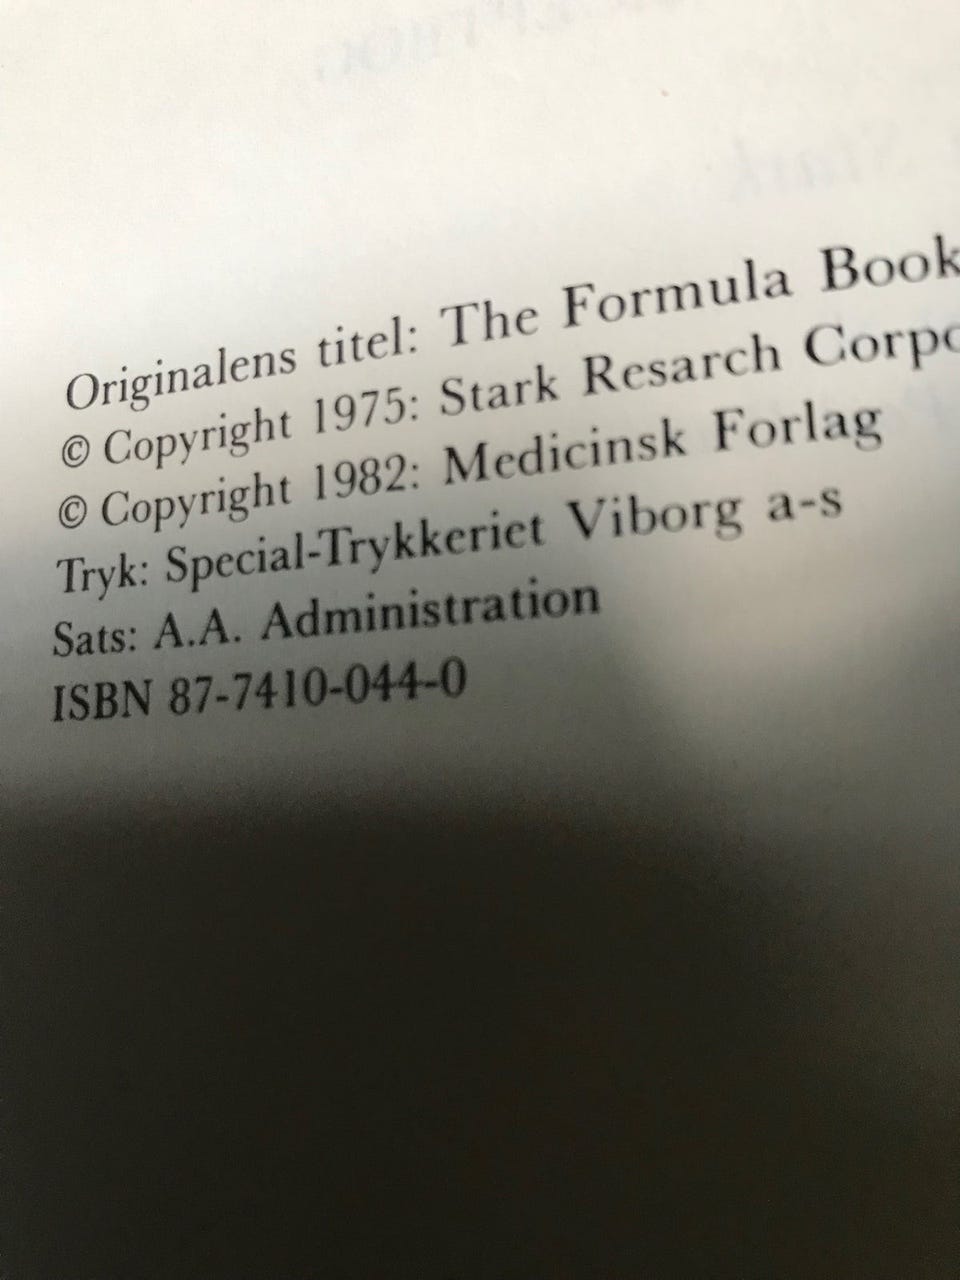 Originalens titel: The Formula Book
© Copyright 1975: Stark Resarch
© Copyright 1982: Medicinsk Forlag
Tryk: Special-Trykkeriet Viborg a-s
Sats: A.A. Administration
ISBN 87-7410-044-0